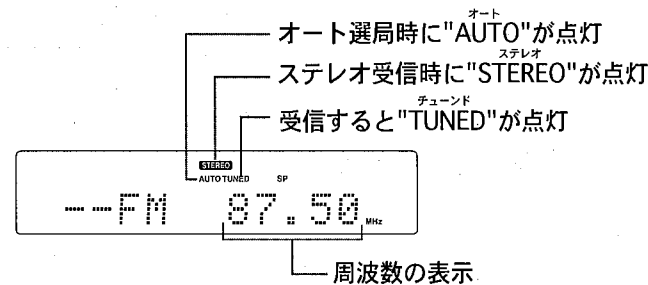 オート
オート選局時に"AUTO"が点灯
ステレオ
ステレオ受信時に"STEREO"が点灯
チューンド
受信すると"TUNED"が点灯
STEREO
AUTO TUNED SP
--FM 87.50 MHz
周波数の表示